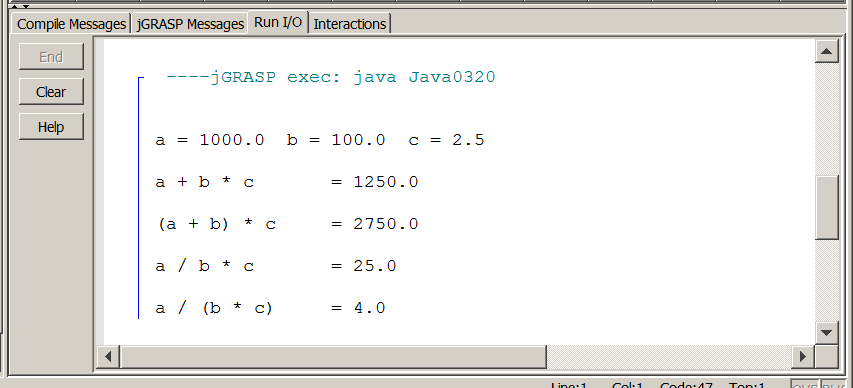 Compile Messages jGRASP Messages Run I/O Interactions
End
Clear
Help
----jGRASP exec: java Java0320
a = 1000.0  b = 100.0  c = 2.5
a + b * c       = 1250.0
(a + b) * c     = 2750.0
a / b * c       = 25.0
a / (b * c)     = 4.0
Line:1 Col:1 Code:47 Top:1